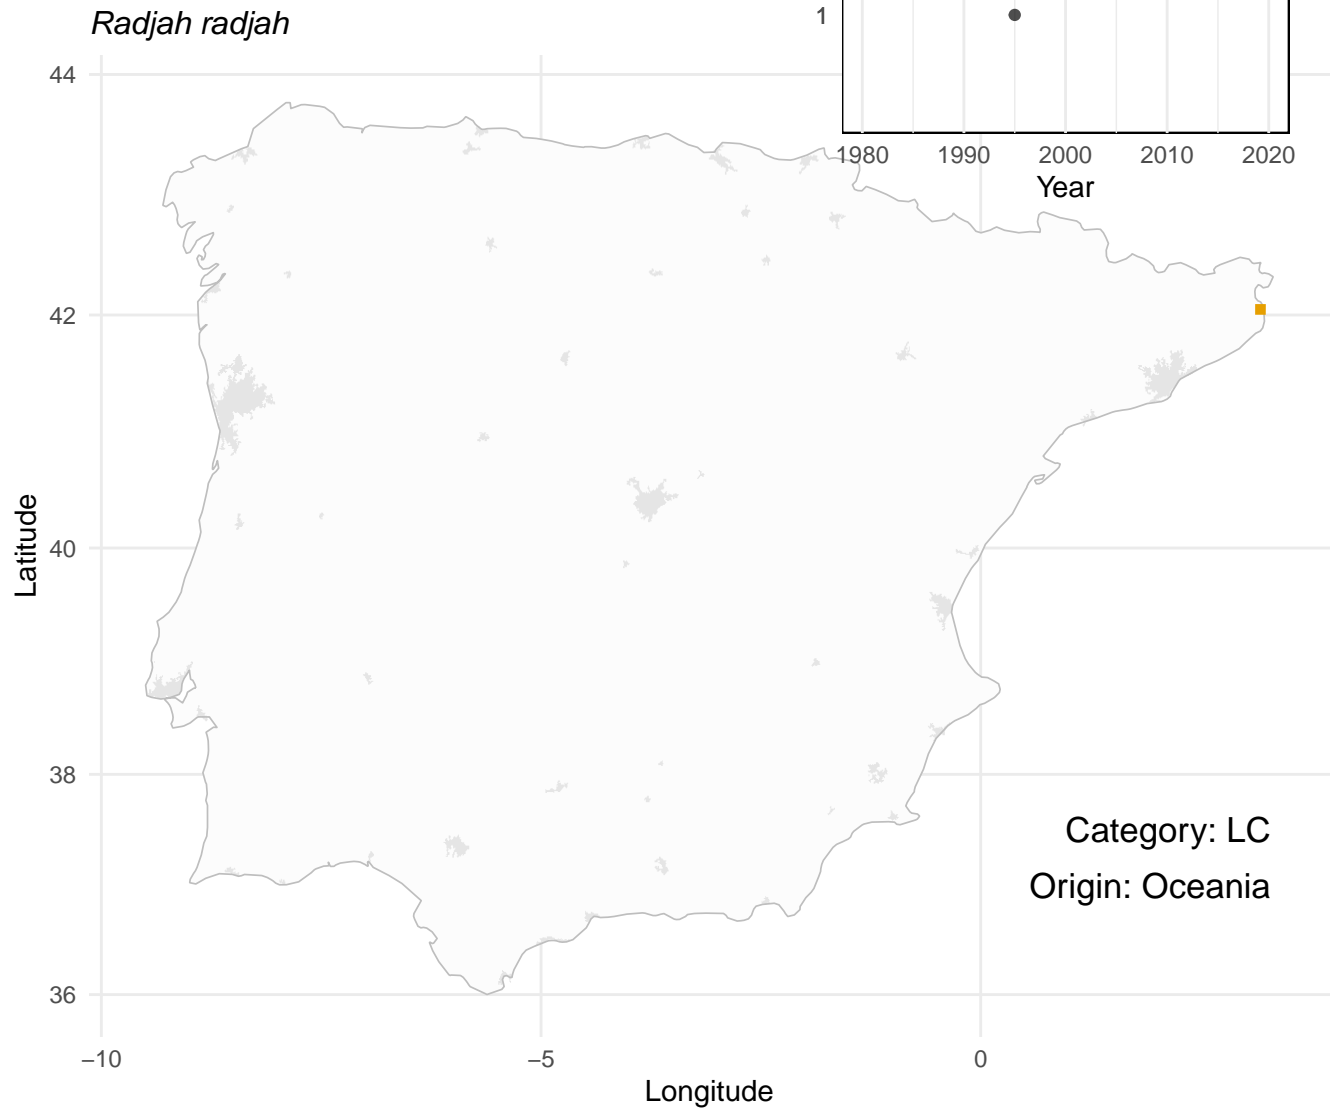 Radjah radjah
1
1980 1990 2000 2010 2020
Year
44
42
40
38
36
Latitude
Category: LC
Origin: Oceania
−10 −5 0
Longitude